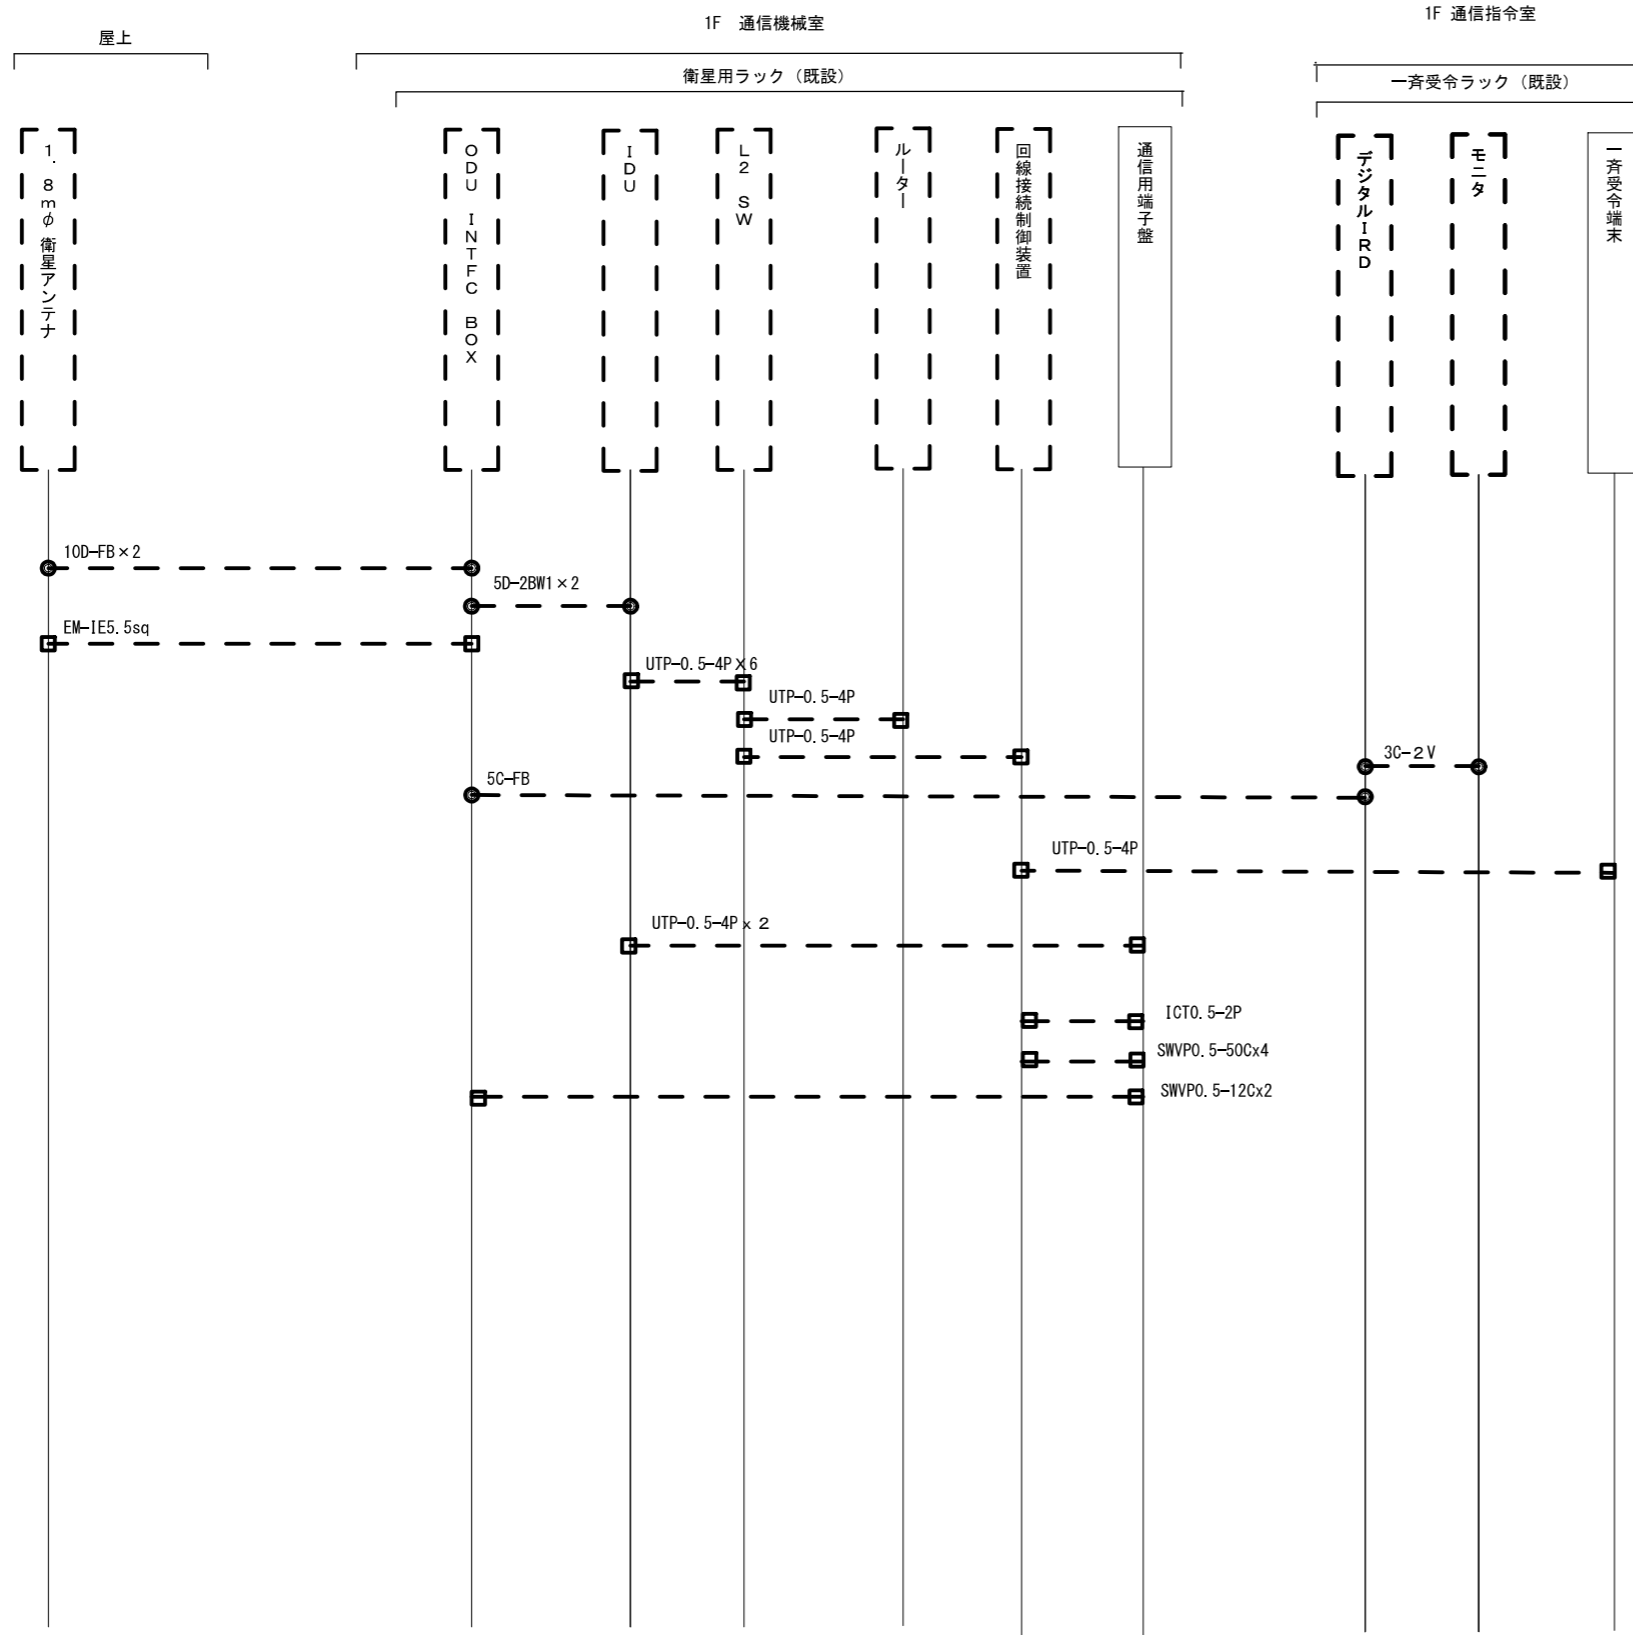 屋上
1F 通信機械室
1F 通信指令室
衛星用ラック（既設）
一斉受令ラック（既設）
1．8ｍφ 衛星アンテナ
ODU INTFC BOX
IDU
L2 SW
ルーター
回線接続制御装置
通信用端子盤
デジタルIRD
モニタ
一斉受令端末
10D-FB×2
5D-2BW1×2
EM-IE5.5sq
UTP-0.5-4P×6
UTP-0.5-4P
UTP-0.5-4P
3C-2V
5C-FB
UTP-0.5-4P
UTP-0.5-4Px2
ICT0.5-2P
SWVP0.5-50Cx4
SWVP0.5-12Cx2